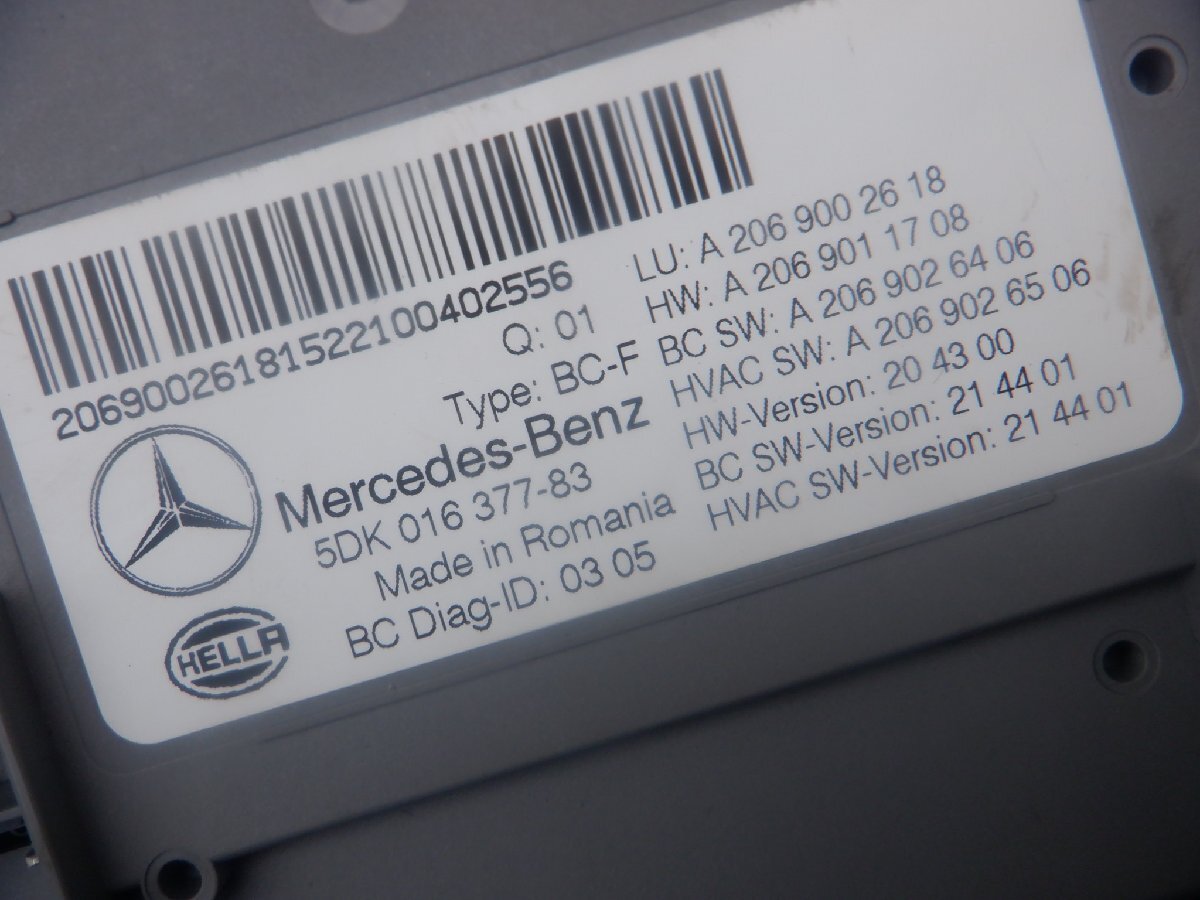 20690026181522100402556
Q: 01
Type: BC-F
Mercedes-Benz
5DK 016 377-83
Made in Romania
BC Diag-ID: 03 05
HELLA
LU: A 206 900 26 18
HW: A 206 901 17 08
BC SW: A 206 902 64 06
HVAC SW: A 206 902 65 06
HW-Version: 20 43 00
BC SW-Version: 21 44 01
HVAC SW-Version: 21 44 01